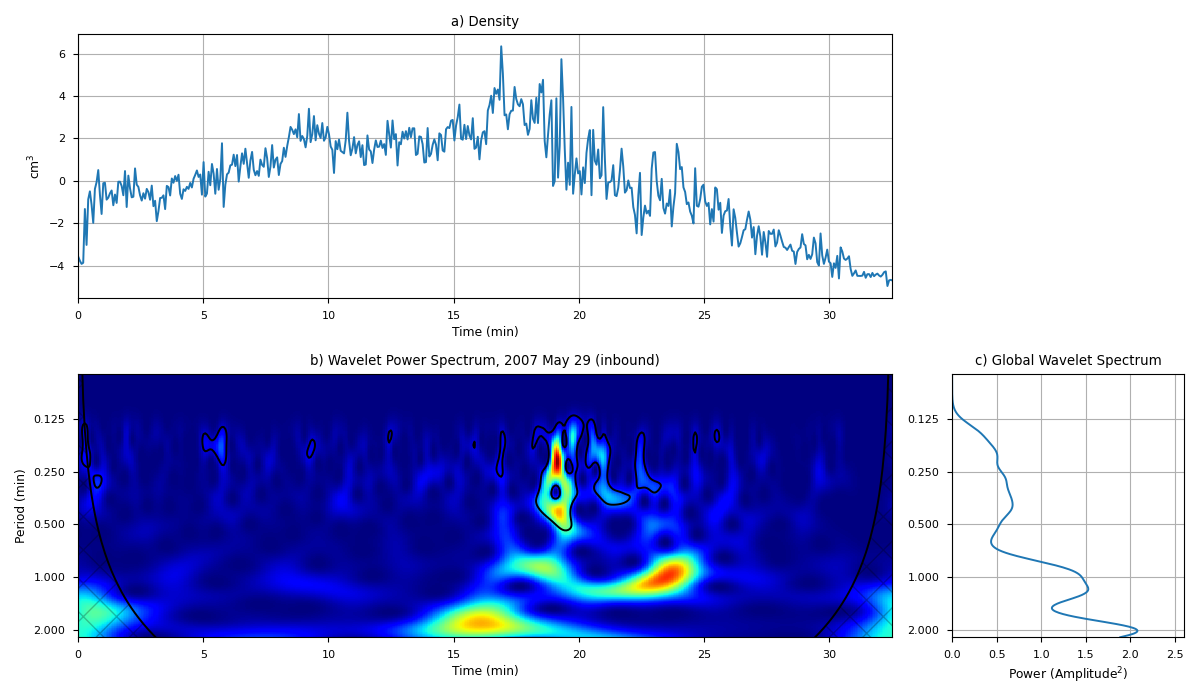 a) Density
6
4
2
0
−2
−4
cm³
0 5 10 15 20 25 30
Time (min)
b) Wavelet Power Spectrum, 2007 May 29 (inbound)
0.125
0.250
0.500
1.000
2.000
Period (min)
0 5 10 15 20 25 30
Time (min)
c) Global Wavelet Spectrum
0.125
0.250
0.500
1.000
2.000
0.0 0.5 1.0 1.5 2.0 2.5
Power (Amplitude²)